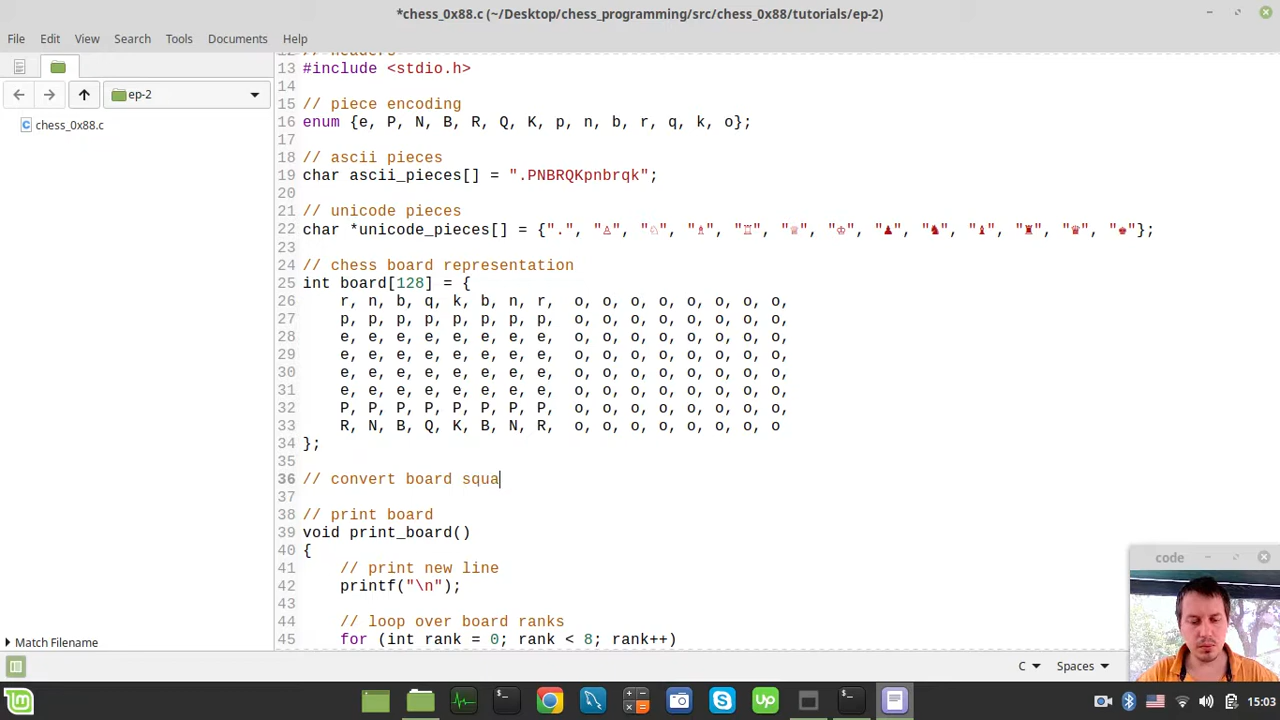 *chess_0x88.c (~/Desktop/chess_programming/src/chess_0x88/tutorials/ep-2)
File Edit View Search Tools Documents Help
ep-2
chess_0x88.c
12 // headers
13 #include <stdio.h>
14
15 // piece encoding
16 enum {e, P, N, B, R, Q, K, p, n, b, r, q, k, o};
17
18 // ascii pieces
19 char ascii_pieces[] = ".PNBRQKpnbrqk";
20
21 // unicode pieces
22 char *unicode_pieces[] = {".", "♙", "♘", "♗", "♖", "♕", "♔", "♟", "♞", "♝", "♜", "♛", "♚"};
23
24 // chess board representation
25 int board[128] = {
26 r, n, b, q, k, b, n, r,  o, o, o, o, o, o, o, o,
27 p, p, p, p, p, p, p, p,  o, o, o, o, o, o, o, o,
28 e, e, e, e, e, e, e, e,  o, o, o, o, o, o, o, o,
29 e, e, e, e, e, e, e, e,  o, o, o, o, o, o, o, o,
30 e, e, e, e, e, e, e, e,  o, o, o, o, o, o, o, o,
31 e, e, e, e, e, e, e, e,  o, o, o, o, o, o, o, o,
32 P, P, P, P, P, P, P, P,  o, o, o, o, o, o, o, o,
33 R, N, B, Q, K, B, N, R,  o, o, o, o, o, o, o, o
34 };
35
36 // convert board squa
37
38 // print board
39 void print_board()
40 {
41 // print new line
42 printf("\n");
43
44 // loop over board ranks
45 for (int rank = 0; rank < 8; rank++)
code
Match Filename
C Spaces
15:03